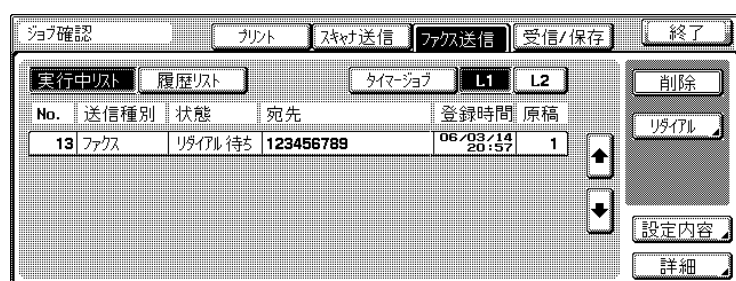 ジョブ確認 プリント スキャナ送信 ファクス送信 受信/保存 終了
実行中リスト 履歴リスト タイマージョブ L1 L2 削除
No. 送信種別 状態 宛先 登録時間 原稿
リダイアル
13 ファクス リダイアル待ち 123456789 06/03/14 20:57 1
設定内容
詳細